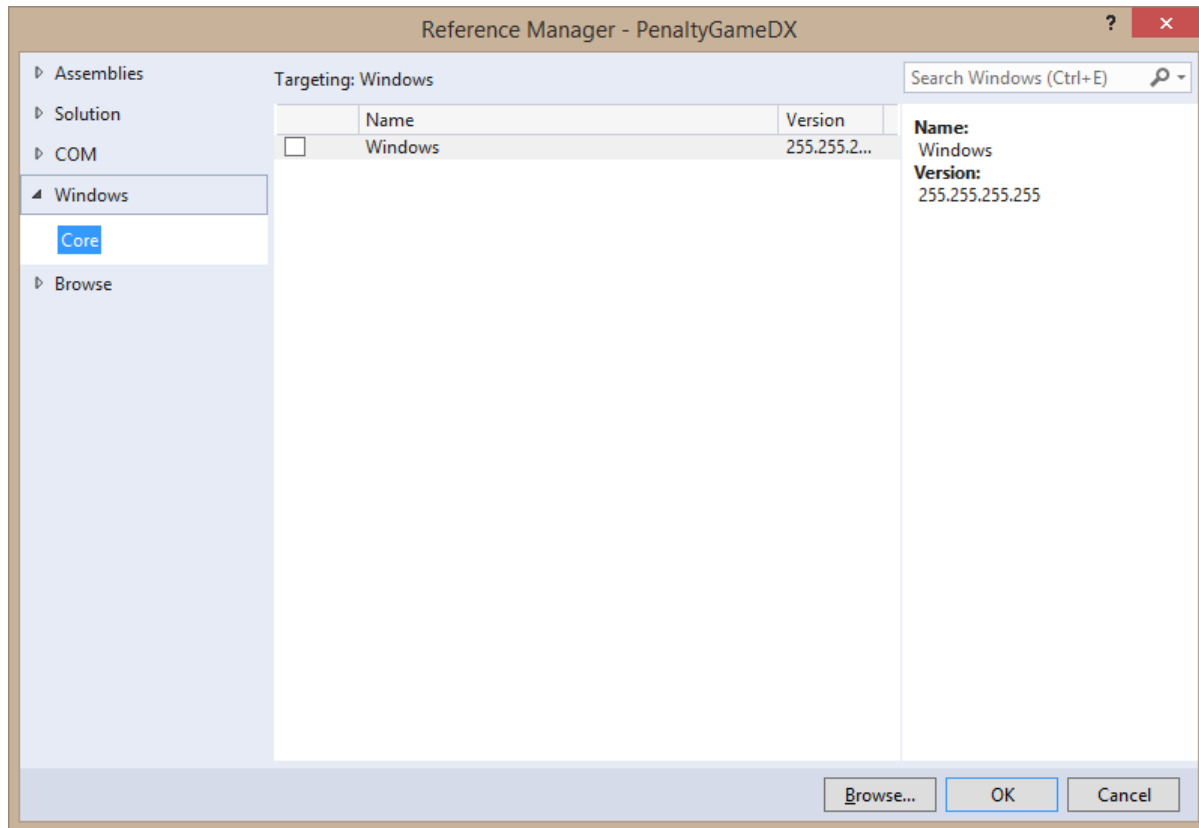 Reference Manager - PenaltyGameDX
?
Assemblies
Solution
COM
Windows
Core
Browse
Targeting: Windows
Name Version
Windows 255.255.2...
Search Windows (Ctrl+E)
Name:
Windows
Version:
255.255.255.255
Browse... OK Cancel